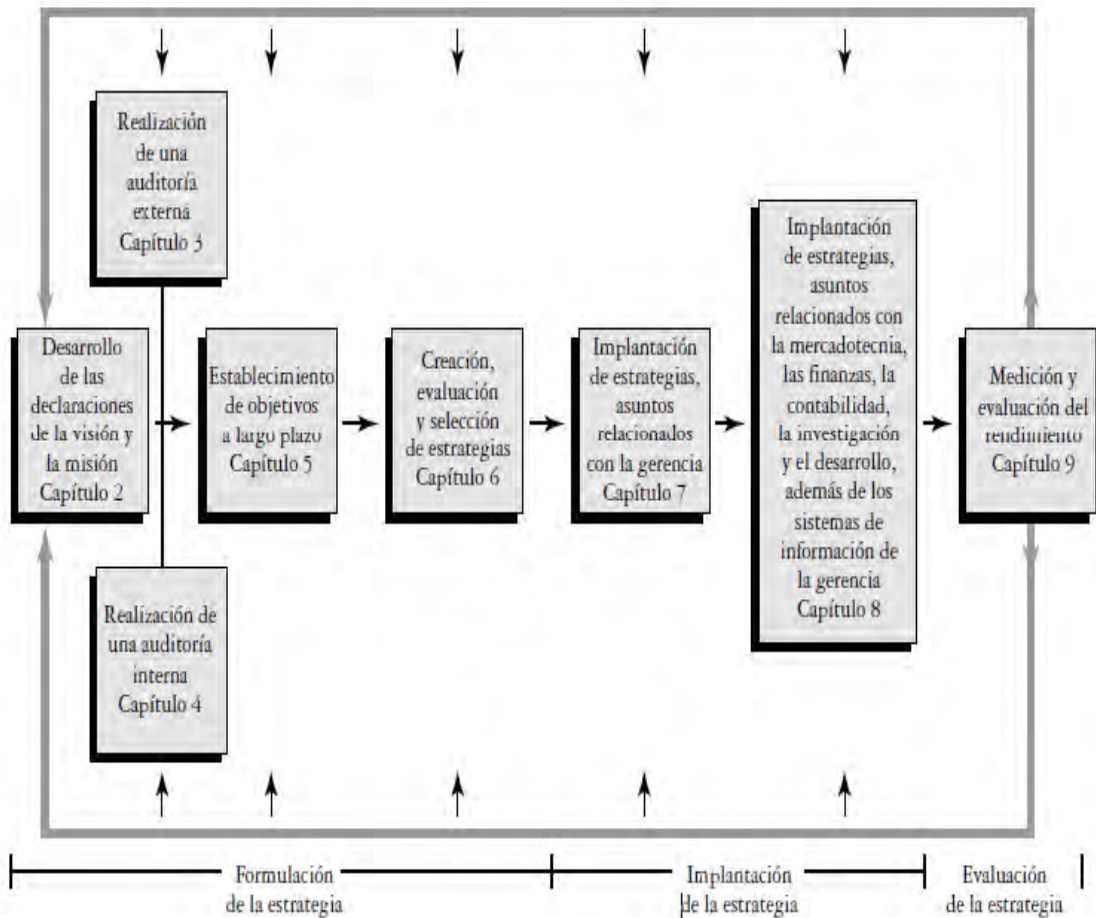 Realización
de una
auditoría
externa
Capítulo 3
Desarrollo
de las
declaraciones
de la visión y
la misión
Capítulo 2
Establecimiento
de objetivos
a largo plazo
Capítulo 5
Creación,
evaluación
y selección
de estrategias
Capítulo 6
Implantación
de estrategias,
asuntos
relacionados
con la gerencia
Capítulo 7
Implantación
de estrategias,
asuntos
relacionados con
la mercadotecnia,
las finanzas, la
contabilidad,
la investigación
y el desarrollo,
además de los
sistemas de
información de
la gerencia
Capítulo 8
Medición y
evaluación del
rendimiento
Capítulo 9
Realización de
una auditoría
interna
Capítulo 4
Formulación
de la estrategia
Implantación
de la estrategia
Evaluación
de la estrategia